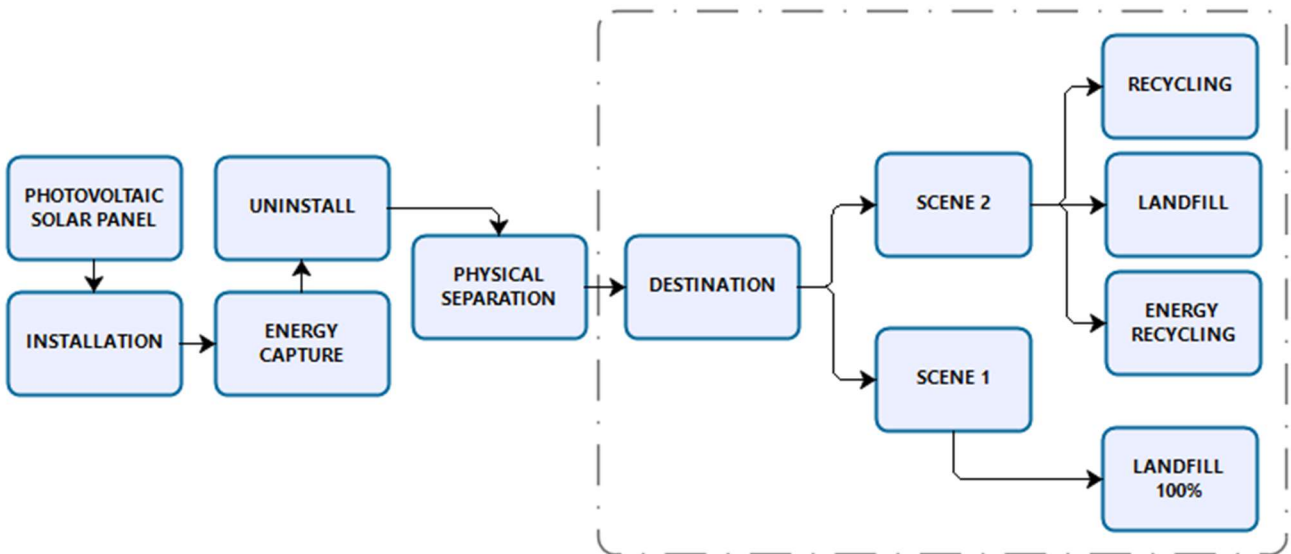 PHOTOVOLTAIC
SOLAR PANEL
INSTALLATION
ENERGY
CAPTURE
UNINSTALL
PHYSICAL
SEPARATION
DESTINATION
SCENE 2
RECYCLING
LANDFILL
ENERGY
RECYCLING
SCENE 1
LANDFILL
100%